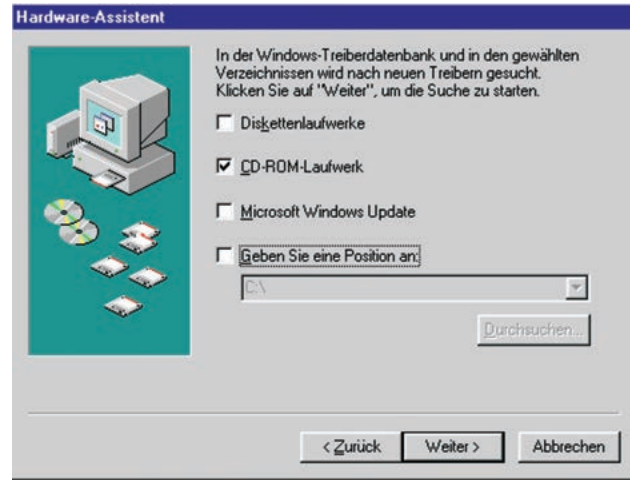 Hardware-Assistent
In der Windows-Treiberdatenbank und in den gewählten
Verzeichnissen wird nach neuen Treibern gesucht.
Klicken Sie auf "Weiter", um die Suche zu starten.
Diskettenlaufwerke
CD-ROM-Laufwerk
Microsoft Windows Update
Geben Sie eine Position an:
C:\
Durchsuchen...
< Zurück Weiter > Abbrechen